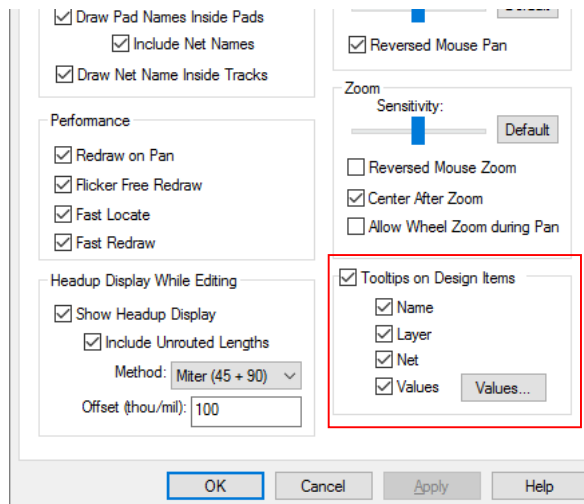 Draw Pad Names Inside Pads
Include Net Names
Draw Net Name Inside Tracks
Performance
Redraw on Pan
Flicker Free Redraw
Fast Locate
Fast Redraw
Headup Display While Editing
Show Headup Display
Include Unrouted Lengths
Method: Miter (45 + 90)
Offset (thou/mil): 100
Default
Reversed Mouse Pan
Zoom
Sensitivity:
Default
Reversed Mouse Zoom
Center After Zoom
Allow Wheel Zoom during Pan
Tooltips on Design Items
Name
Layer
Net
Values Values...
OK Cancel Apply Help